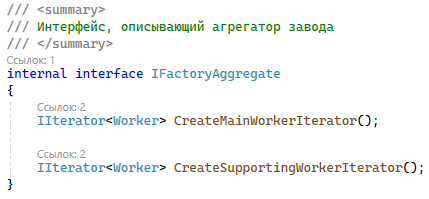 /// <summary>
/// Интерфейс, описывающий агрегатор завода
/// </summary>
Ссылок: 1
internal interface IFactoryAggregate
{
Ссылок: 2
IIterator<Worker> CreateMainWorkerIterator();
Ссылок: 2
IIterator<Worker> CreateSupportingWorkerIterator();
}